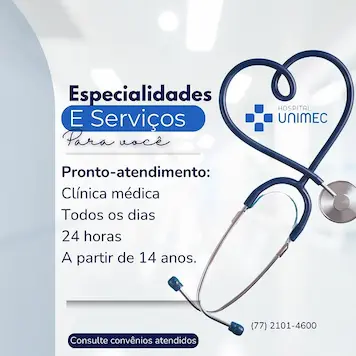 Especialidades
E Serviços
Para você
HOSPITAL
UNIMEC
Pronto-atendimento:
Clínica médica
Todos os dias
24 horas
A partir de 14 anos.
(77) 2101-4600
Consulte convênios atendidos